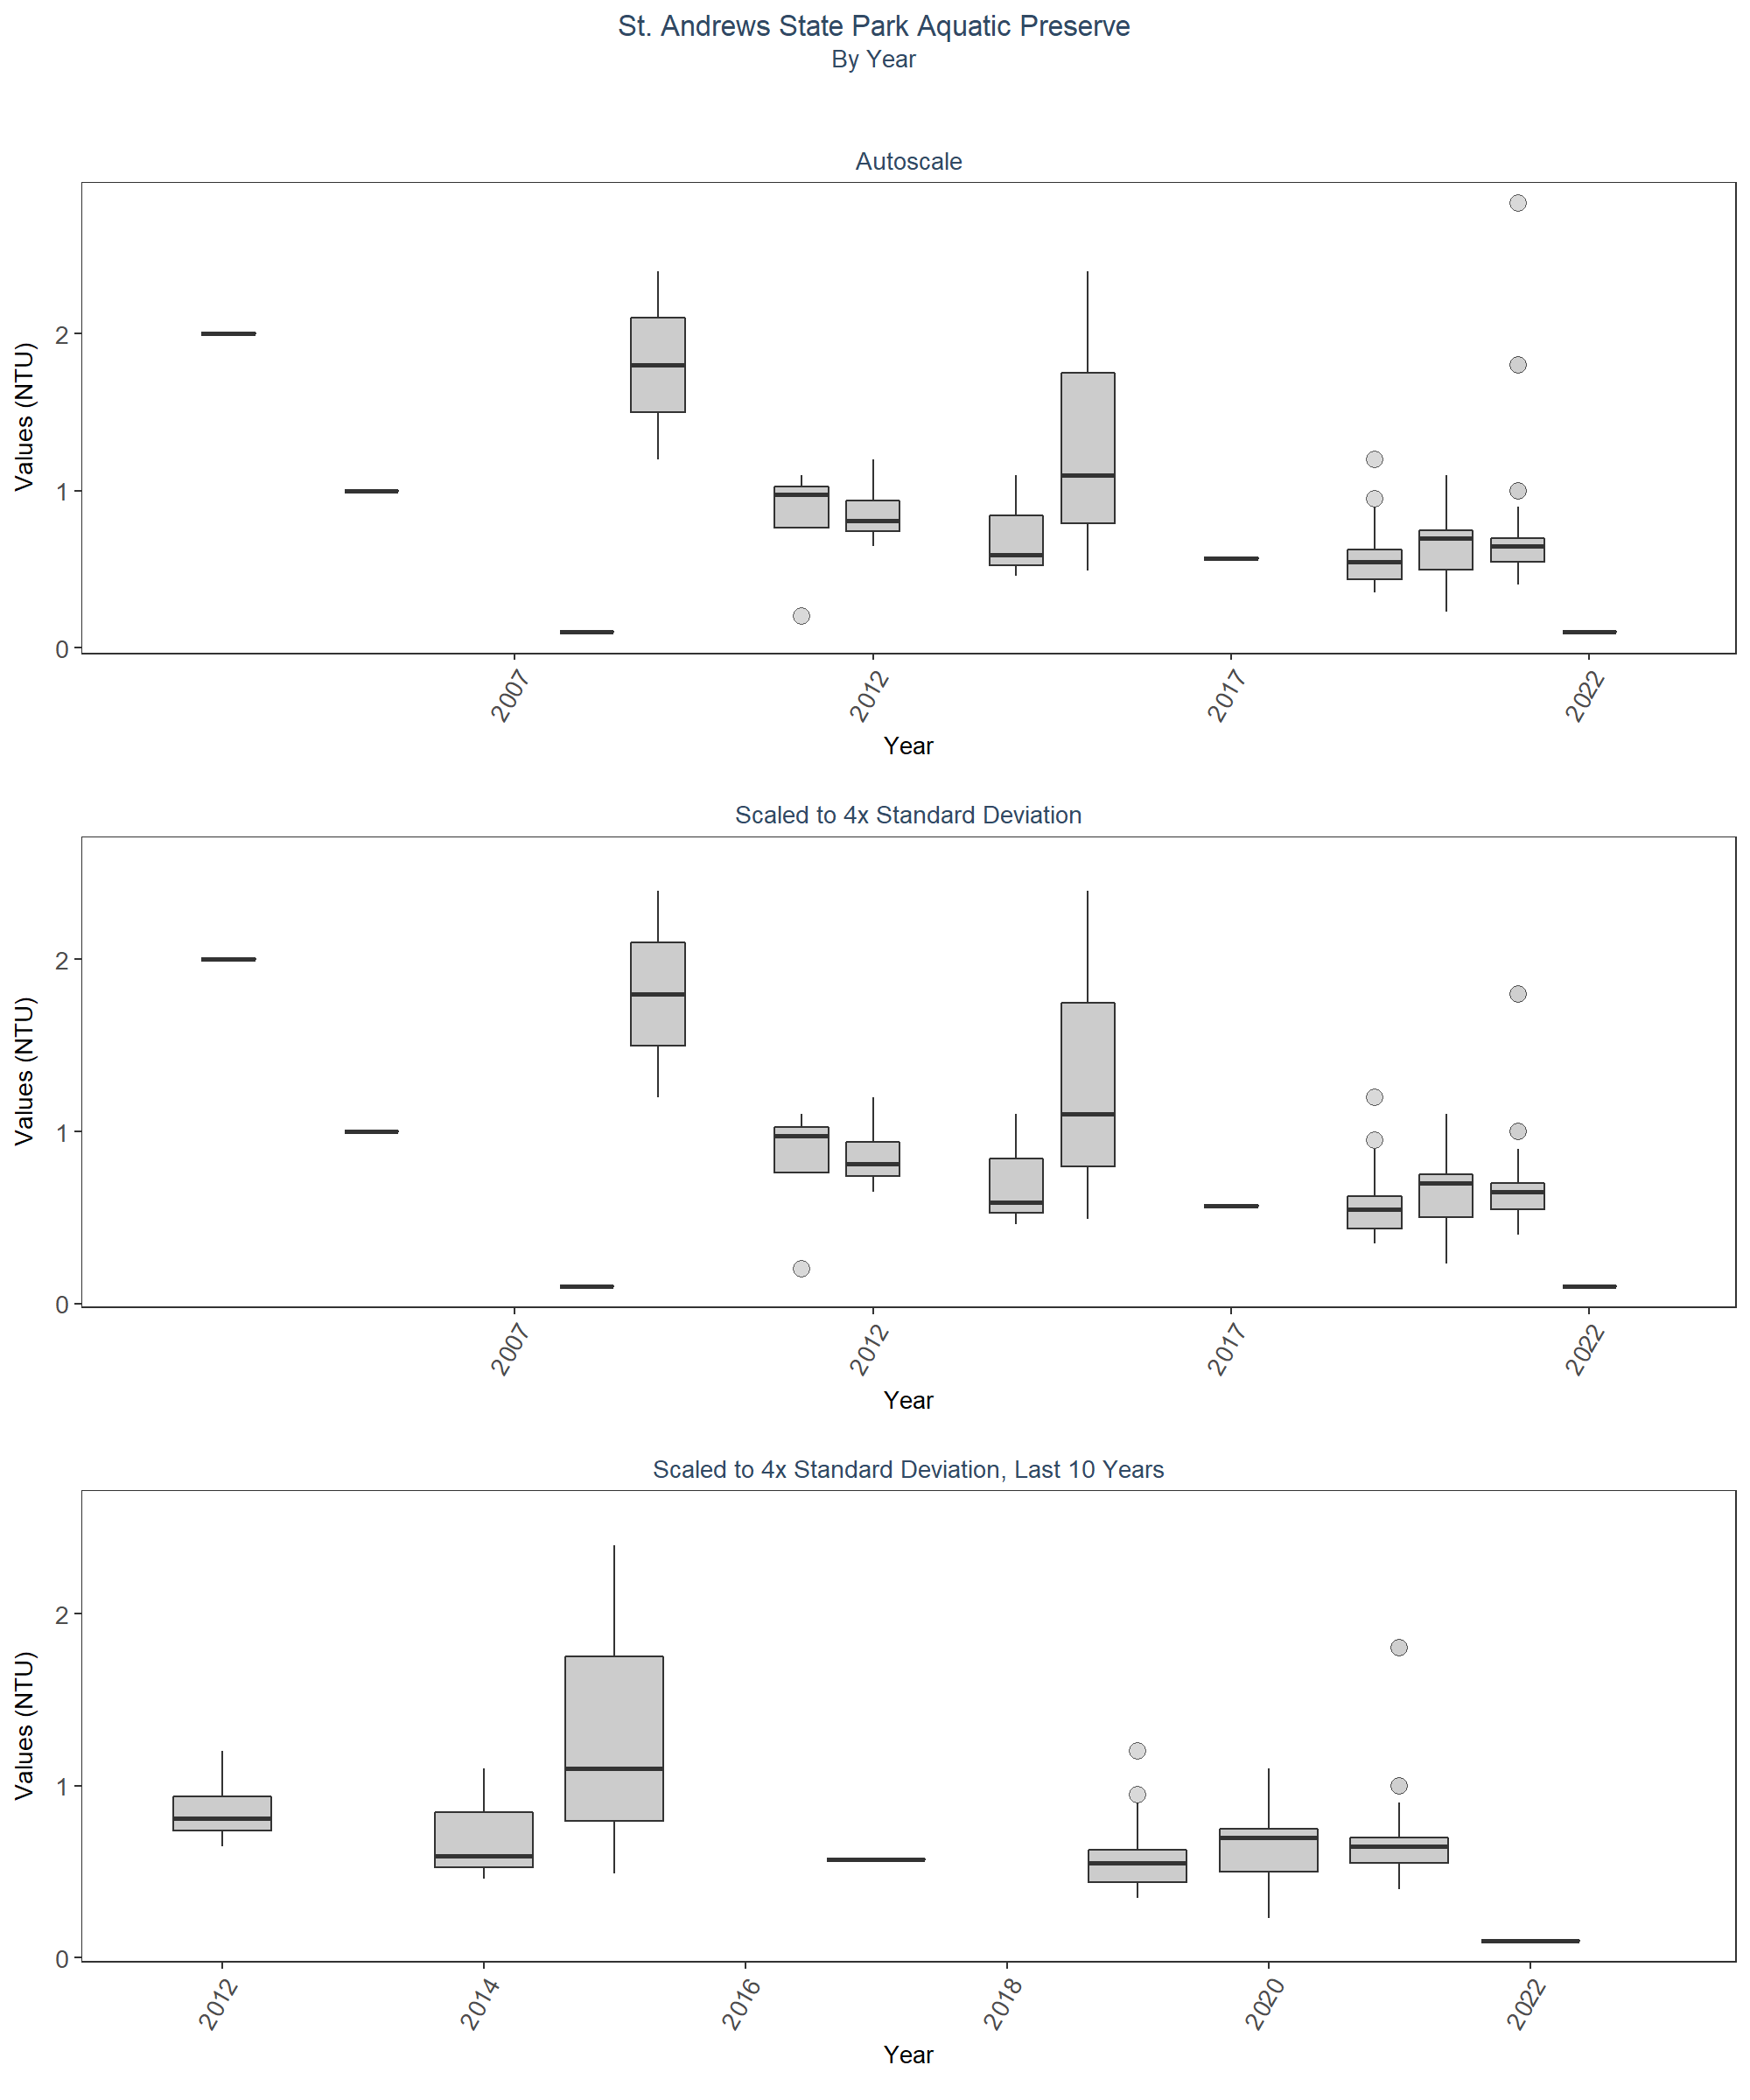 St. Andrews State Park Aquatic Preserve
By Year
Autoscale
Values (NTU)
2
1
0
2007
2012
2017
2022
Year
Scaled to 4x Standard Deviation
Values (NTU)
2
1
0
2007
2012
2017
2022
Year
Scaled to 4x Standard Deviation, Last 10 Years
Values (NTU)
2
1
0
2012
2014
2016
2018
2020
2022
Year